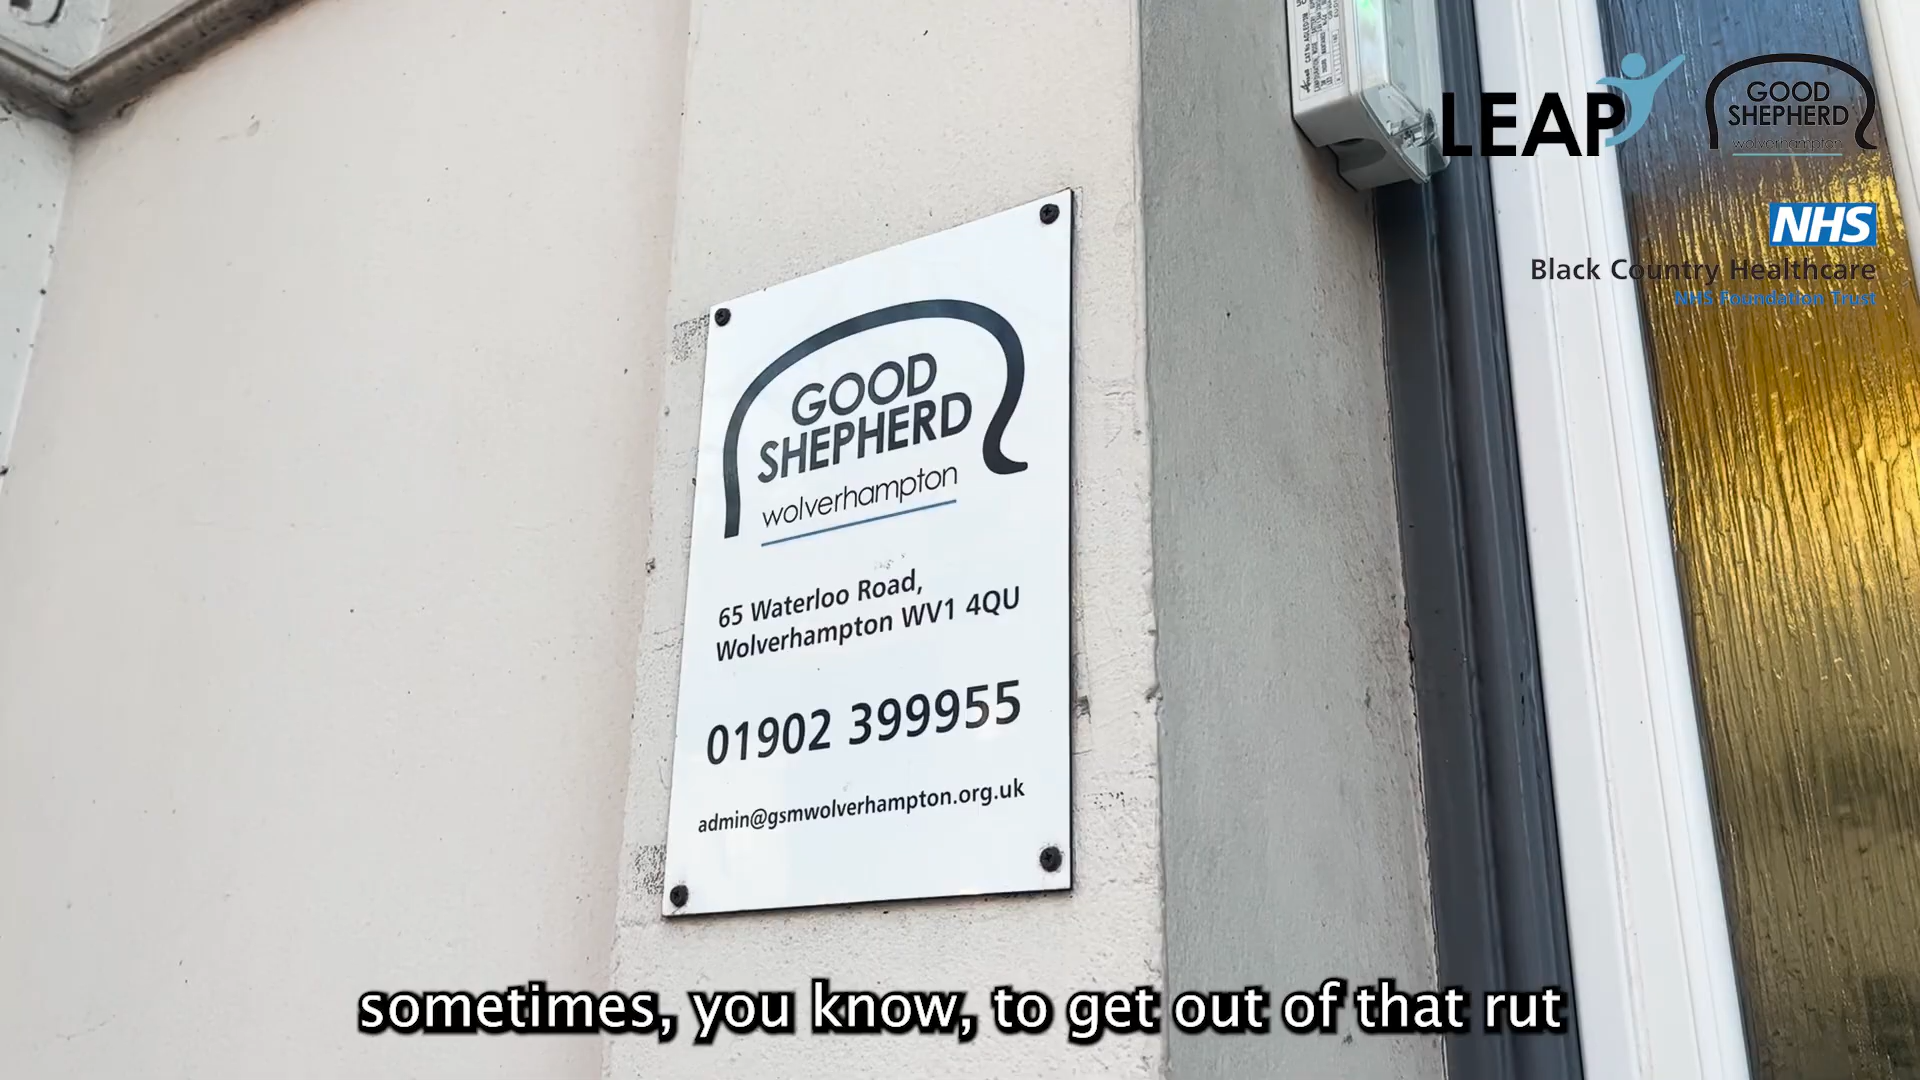 LEAP
GOOD
SHEPHERD
wolverhampton
NHS
Black Country Healthcare
NHS Foundation Trust
GOOD
SHEPHERD
wolverhampton
65 Waterloo Road,
Wolverhampton WV1 4QU
01902 399955
admin@gsmwolverhampton.org.uk
sometimes, you know, to get out of that rut